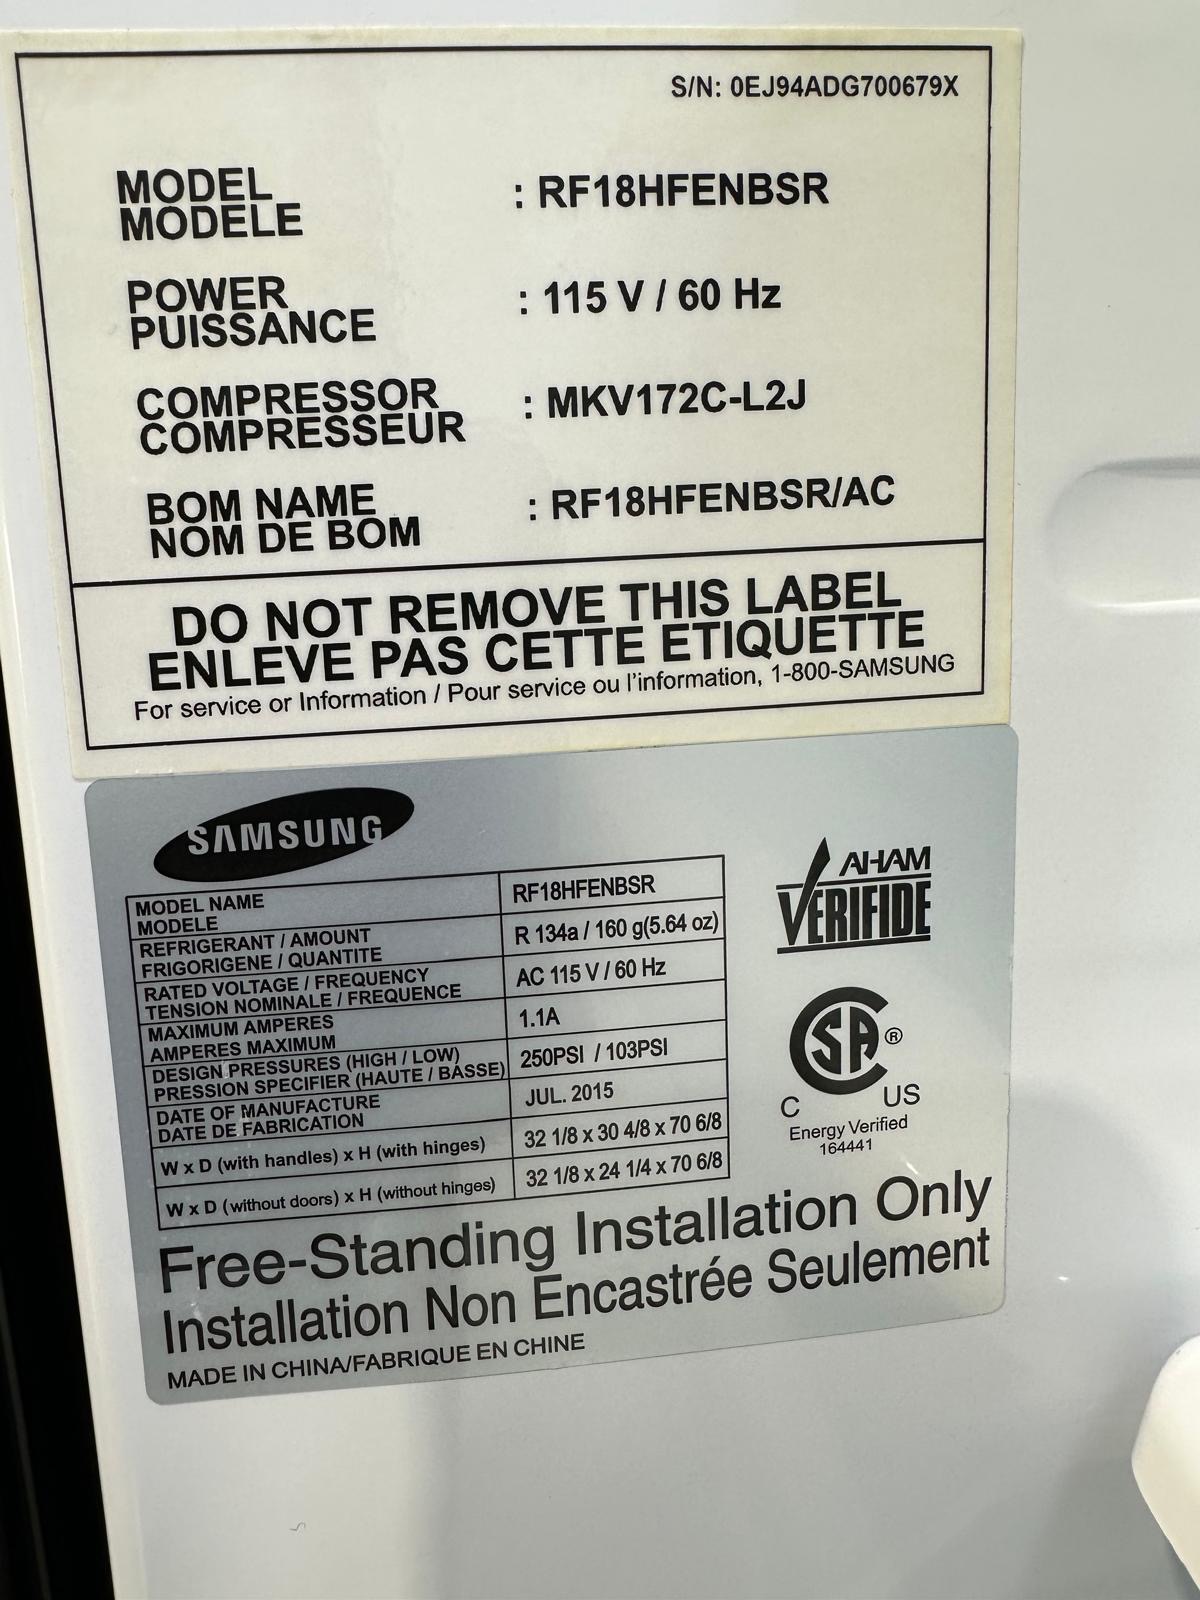 S/N: 0EJ94ADG700679X
MODEL
MODELE
: RF18HFENBSR
POWER
PUISSANCE
: 115 V / 60 Hz
COMPRESSOR
COMPRESSEUR
: MKV172C-L2J
BOM NAME
NOM DE BOM
: RF18HFENBSR/AC
DO NOT REMOVE THIS LABEL
ENLEVE PAS CETTE ETIQUETTE
For service or Information / Pour service ou l'information, 1-800-SAMSUNG
SAMSUNG
MODEL NAME
MODELE
RF18HFENBSR
REFRIGERANT / AMOUNT
FRIGORIGENE / QUANTITE
R 134a / 160 g(5.64 oz)
RATED VOLTAGE / FREQUENCY
TENSION NOMINALE / FREQUENCE
AC 115 V / 60 Hz
MAXIMUM AMPERES
AMPERES MAXIMUM
1.1A
DESIGN PRESSURES (HIGH / LOW)
PRESSION SPECIFIER (HAUTE / BASSE)
250PSI / 103PSI
DATE OF MANUFACTURE
DATE DE FABRICATION
JUL. 2015
W x D (with handles) x H (with hinges)
32 1/8 x 30 4/8 x 70 6/8
W x D (without doors) x H (without hinges)
32 1/8 x 24 1/4 x 70 6/8
AHAM
VERIFIDE
CSA ®
C US
Energy Verified
164441
Free-Standing Installation Only
Installation Non Encastrée Seulement
MADE IN CHINA/FABRIQUE EN CHINE